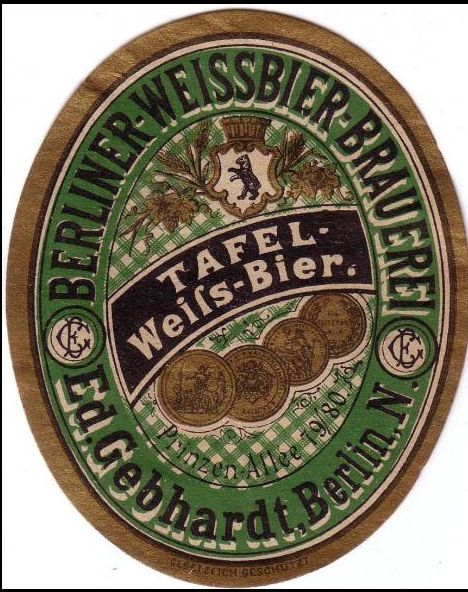 BERLINER-WEISSBIER-BRAUEREI
TAFEL-
Weiſs-Bier.
Prinzen-Allee 79/80.
Ed. Gebhardt, Berlin, N.
GESETZLICH GESCHÜTZT